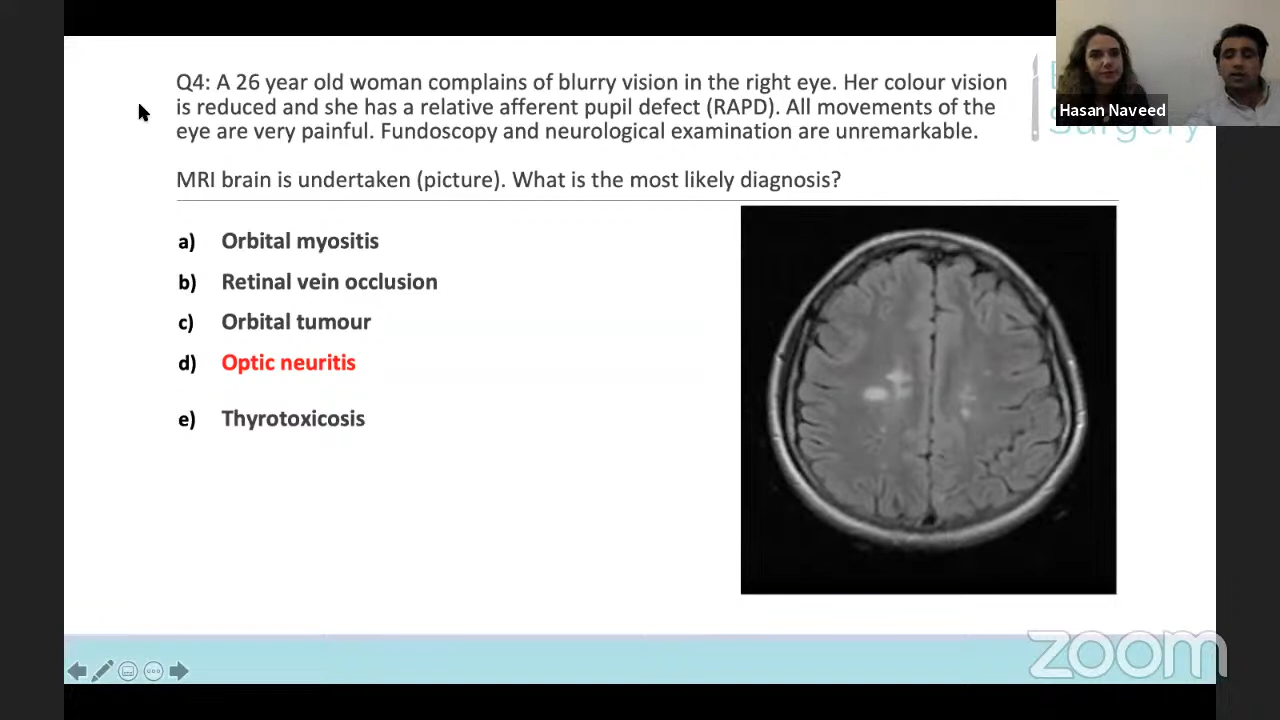 Q4: A 26 year old woman complains of blurry vision in the right eye. Her colour vision
is reduced and she has a relative afferent pupil defect (RAPD). All movements of the
eye are very painful. Fundoscopy and neurological examination are unremarkable.
MRI brain is undertaken (picture). What is the most likely diagnosis?
a) Orbital myositis
b) Retinal vein occlusion
c) Orbital tumour
d) Optic neuritis
e) Thyrotoxicosis
Hasan Naveed
zoom